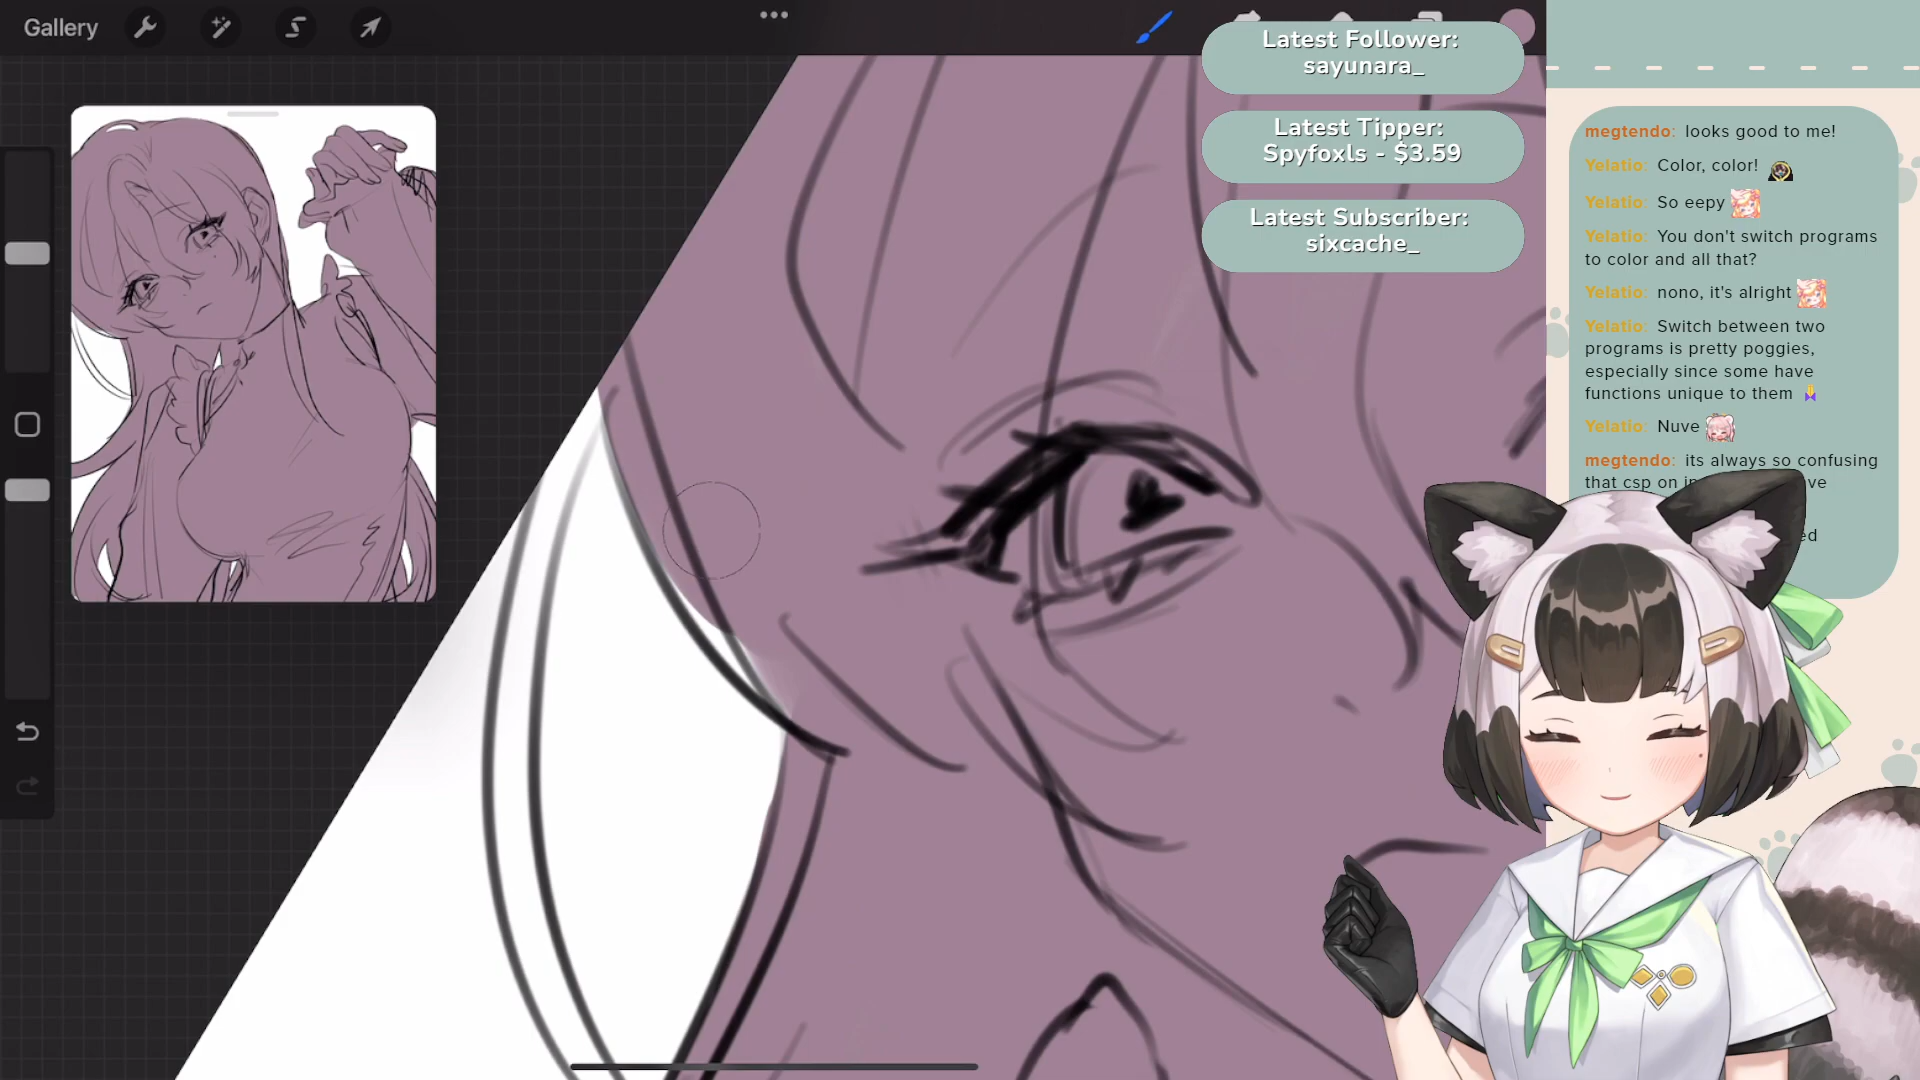 Gallery
Latest Follower:
sayunara_
Latest Tipper:
Spyfoxls - $3.59
Latest Subscriber:
sixcache_
megtendo: looks good to me!
Yelatio: Color, color!
Yelatio: So eepy
Yelatio: You don't switch programs
to color and all that?
Yelatio: nono, it's alright
Yelatio: Switch between two
programs is pretty poggies,
especially since some have
functions unique to them
Yelatio: Nuve
megtendo: its always so confusing
that csp on